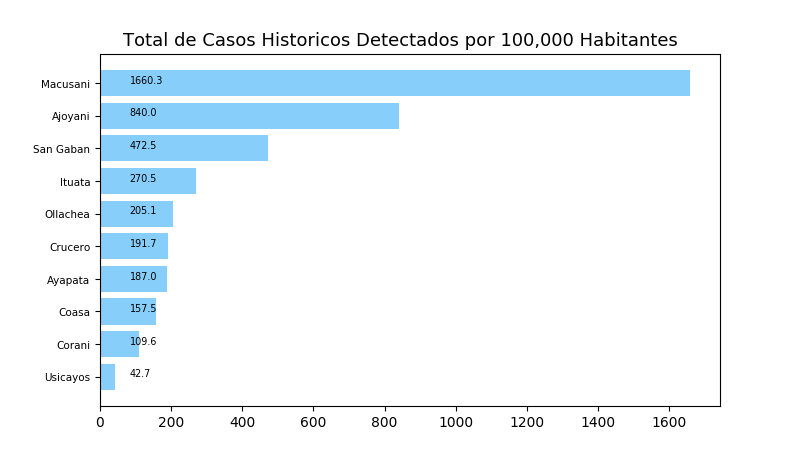 Total de Casos Historicos Detectados por 100,000 Habitantes
Macusani 1660.3
Ajoyani 840.0
San Gaban 472.5
Ituata 270.5
Ollachea 205.1
Crucero 191.7
Ayapata 187.0
Coasa 157.5
Corani 109.6
Usicayos 42.7
0 200 400 600 800 1000 1200 1400 1600